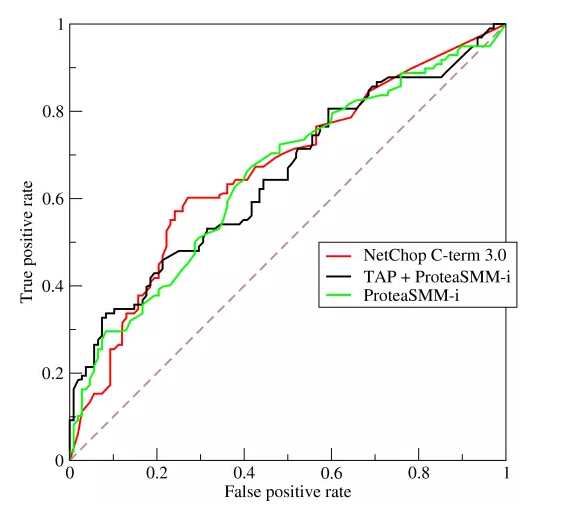 1
0.8
0.6
0.4
0.2
0
0
0.2
0.4
0.6
0.8
1
True positive rate
False positive rate
NetChop C-term 3.0
TAP + ProteaSMM-i
ProteaSMM-i